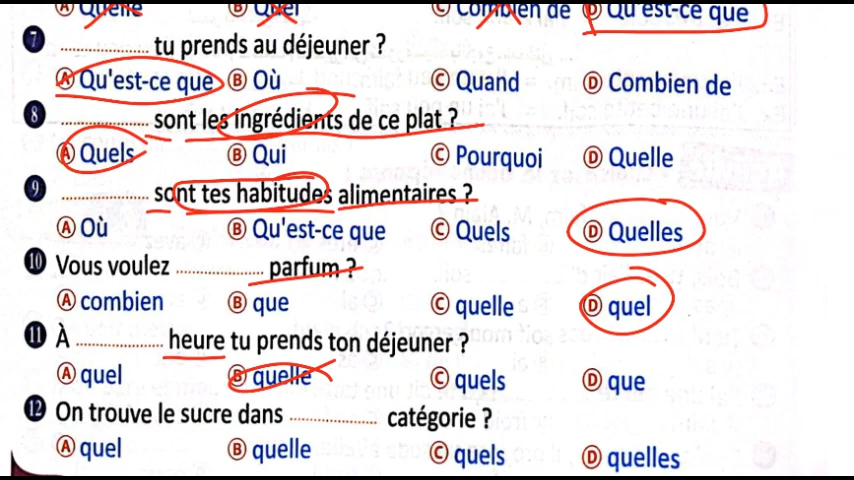 Ⓐ Quelle Ⓑ Quel Ⓒ Combien de Ⓓ Qu'est-ce que
7 ............... tu prends au déjeuner ?
Ⓐ Qu'est-ce que Ⓑ Où Ⓒ Quand Ⓓ Combien de
8 ............... sont les ingrédients de ce plat ?
Ⓐ Quels Ⓑ Qui Ⓒ Pourquoi Ⓓ Quelle
9 ............... sont tes habitudes alimentaires ?
Ⓐ Où Ⓑ Qu'est-ce que Ⓒ Quels Ⓓ Quelles
10 Vous voulez ............... parfum ?
Ⓐ combien Ⓑ que Ⓒ quelle Ⓓ quel
11 À ............... heure tu prends ton déjeuner ?
Ⓐ quel Ⓑ quelle Ⓒ quels Ⓓ que
12 On trouve le sucre dans ............... catégorie ?
Ⓐ quel Ⓑ quelle Ⓒ quels Ⓓ quelles